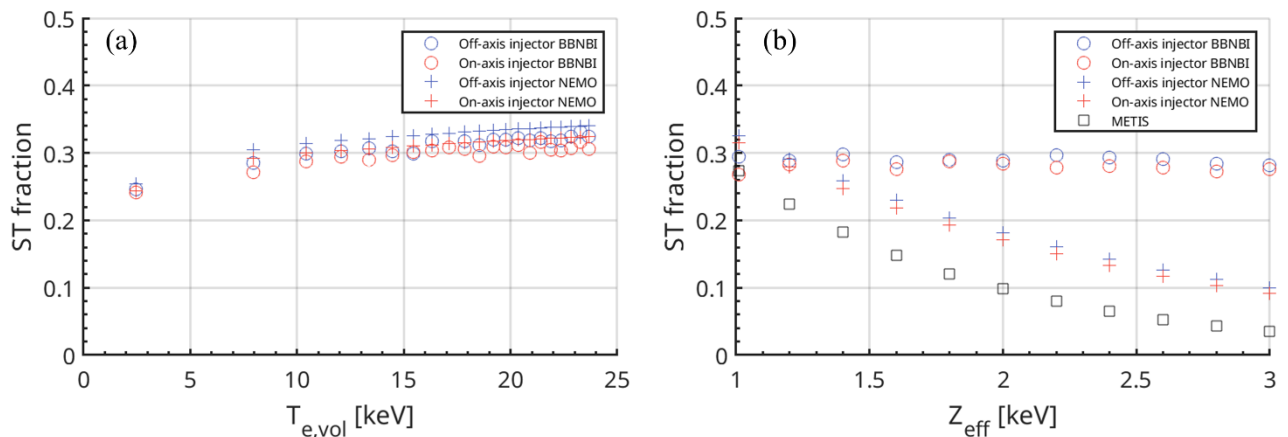 (a)
Off-axis injector BBNBI
On-axis injector BBNBI
Off-axis injector NEMO
On-axis injector NEMO
ST fraction
0.5
0.4
0.3
0.2
0.1
0
0 5 10 15 20 25
T e,vol [keV]
(b)
Off-axis injector BBNBI
On-axis injector BBNBI
Off-axis injector NEMO
On-axis injector NEMO
METIS
ST fraction
0.5
0.4
0.3
0.2
0.1
0
1 1.5 2 2.5 3
Z eff [keV]